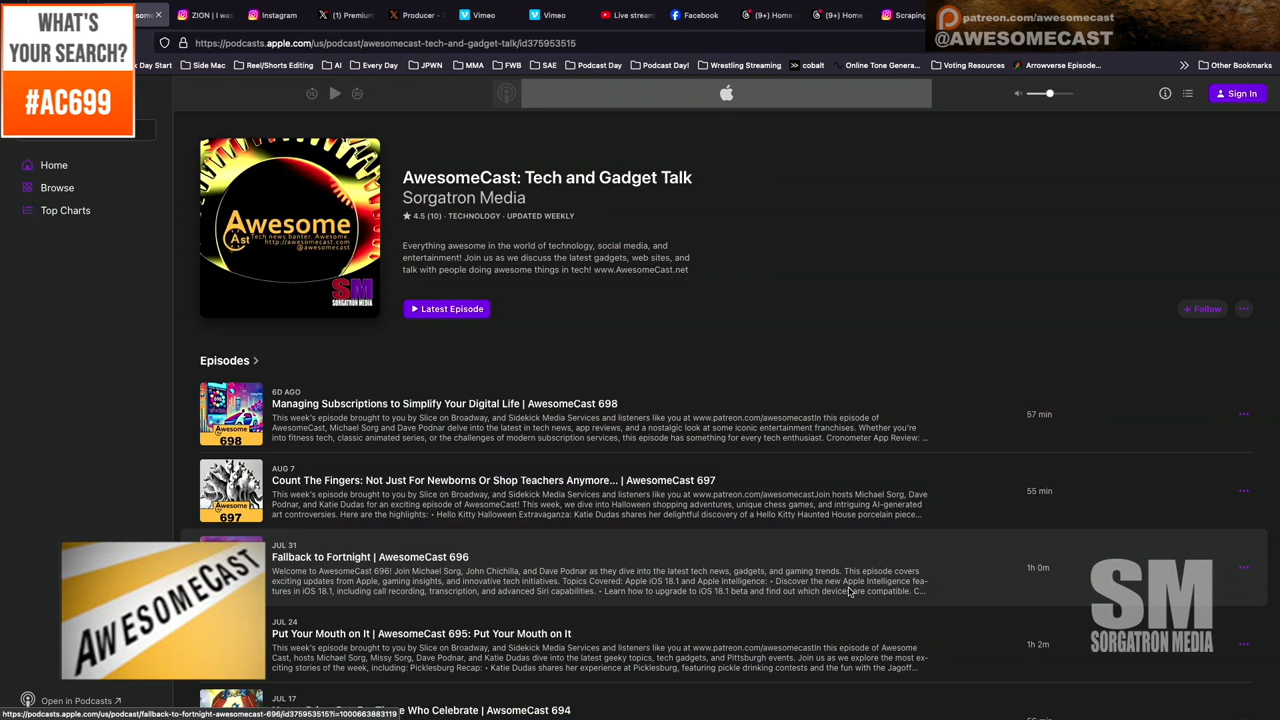 WHAT'S
YOUR SEARCH?
#AC699
ZION | I was
Instagram
(1) Premium
Producer -
Vimeo
Vimeo
Live stream
Facebook
(9+) Home
(9+) Home
Scraping
patreon.com/awesomecast
@AWESOMECAST
https://podcasts.apple.com/us/podcast/awesomecast-tech-and-gadget-talk/id375953515
Day Start
Side Mac
Reel/Shorts Editing
AI
Every Day
JPWN
MMA
FWB
SAE
Podcast Day
Podcast Day!
Wrestling Streaming
cobalt
Online Tone Genera...
Voting Resources
Arrowverse Episode...
Other Bookmarks
Sign In
Home
Browse
Top Charts
Awesome
Cast
Tech news banter. Awesome.
http://awesomecast.com
@awesomecast
SM
SORGATRON MEDIA
AwesomeCast: Tech and Gadget Talk
Sorgatron Media
★ 4.5 (10) · TECHNOLOGY · UPDATED WEEKLY
Everything awesome in the world of technology, social media, and
entertainment! Join us as we discuss the latest gadgets, web sites, and
talk with people doing awesome things in tech! www.AwesomeCast.net
Latest Episode
+ Follow
Episodes
6D AGO
Managing Subscriptions to Simplify Your Digital Life | AwesomeCast 698
This week's episode brought to you by Slice on Broadway, and Sidekick Media Services and listeners like you at www.patreon.com/awesomecastIn this episode of
AwesomeCast, Michael Sorg and Dave Podnar delve into the latest in tech news, app reviews, and a nostalgic look at some iconic entertainment franchises. Whether you're
into fitness tech, classic animated series, or the challenges of modern subscription services, this episode has something for every tech enthusiast. Cronometer App Review: ...
57 min
Awesome
698
AUG 7
Count The Fingers: Not Just For Newborns Or Shop Teachers Anymore... | AwesomeCast 697
This week's episode brought to you by Slice on Broadway, and Sidekick Media Services and listeners like you at www.patreon.com/awesomecastJoin hosts Michael Sorg, Dave
Podnar, and Katie Dudas for an exciting episode of AwesomeCast! This week, we dive into Halloween shopping adventures, unique chess games, and intriguing AI-generated
art controversies. Here are the highlights: • Hello Kitty Halloween Extravaganza: Katie Dudas shares her delightful discovery of a Hello Kitty Haunted House porcelain piece...
55 min
Awesome
697
JUL 31
Fallback to Fortnight | AwesomeCast 696
Welcome to Awesomecast 696! Join Michael Sorg, John Chichilla, and Dave Podnar as they dive into the latest tech news, gadgets, and gaming trends. This episode covers
exciting updates from Apple, gaming insights, and innovative tech initiatives. Topics Covered: Apple iOS 18.1 and Apple Intelligence: • Discover the new Apple Intelligence fea-
tures in iOS 18.1, including call recording, transcription, and advanced Siri capabilities. • Learn how to upgrade to iOS 18.1 beta and find out which devices are compatible. C...
1h 0m
AWESOMECAST
SM
SORGATRON MEDIA
JUL 24
Put Your Mouth on It | AwesomeCast 695: Put Your Mouth on It
This week's episode brought to you by Slice on Broadway, and Sidekick Media Services and listeners like you at www.patreon.com/awesomecastIn this episode of Awesome
Cast, hosts Michael Sorg, Missy Sorg, Dave Podnar, and Katie Dudas dive into the latest geeky topics, tech gadgets, and Pittsburgh events. Join us as we explore the most ex-
citing stories of the week, including: Picklesburg Recap: • Katie Dudas shares her experience at Picklesburg, featuring pickle drinking contests and the fun with the Jagoff...
1h 2m
JUL 17
Who Celebrate | AwesomeCast 694
Open in Podcasts ↗
https://podcasts.apple.com/us/podcast/fallback-to-fortnight-awesomecast-696/id375953515?i=1000663883119